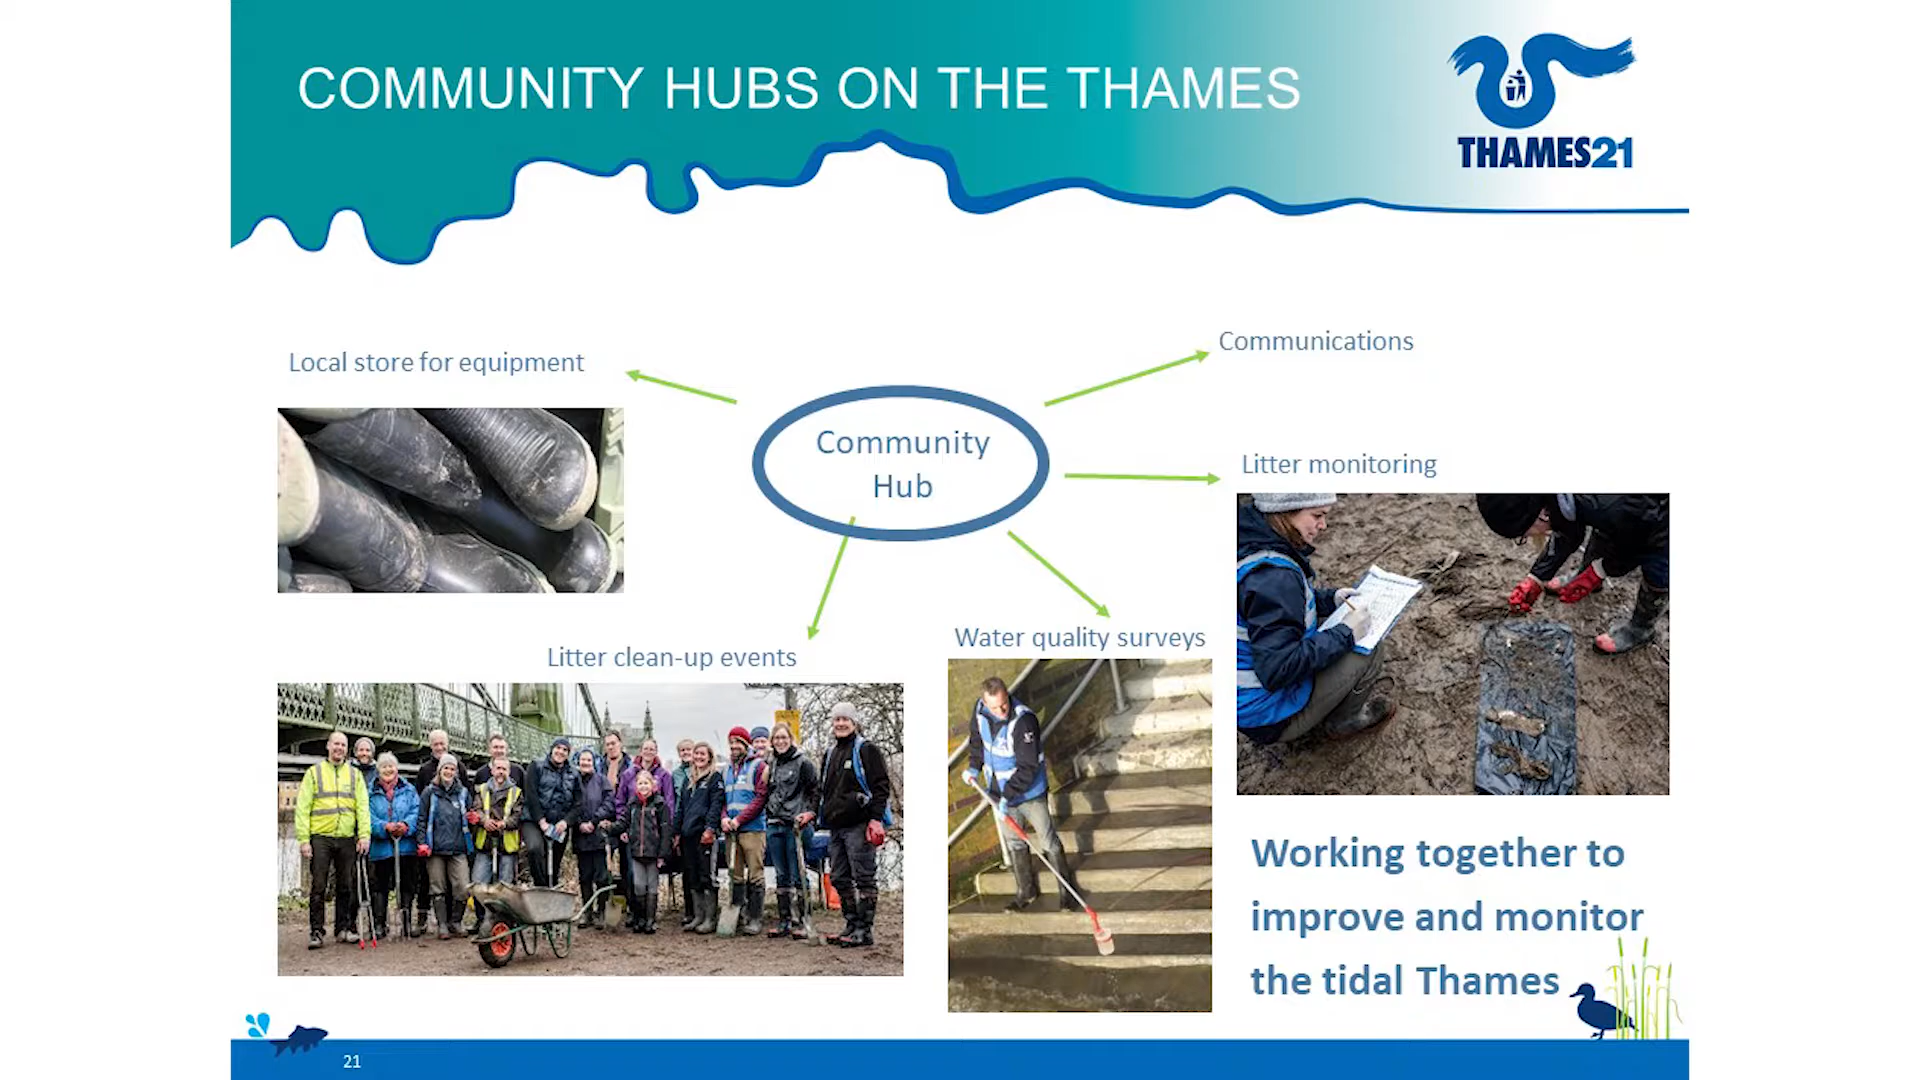 COMMUNITY HUBS ON THE THAMES
THAMES21
Local store for equipment
Communications
Community
Hub
Litter monitoring
Litter clean-up events
Water quality surveys
Working together to
improve and monitor
the tidal Thames
21